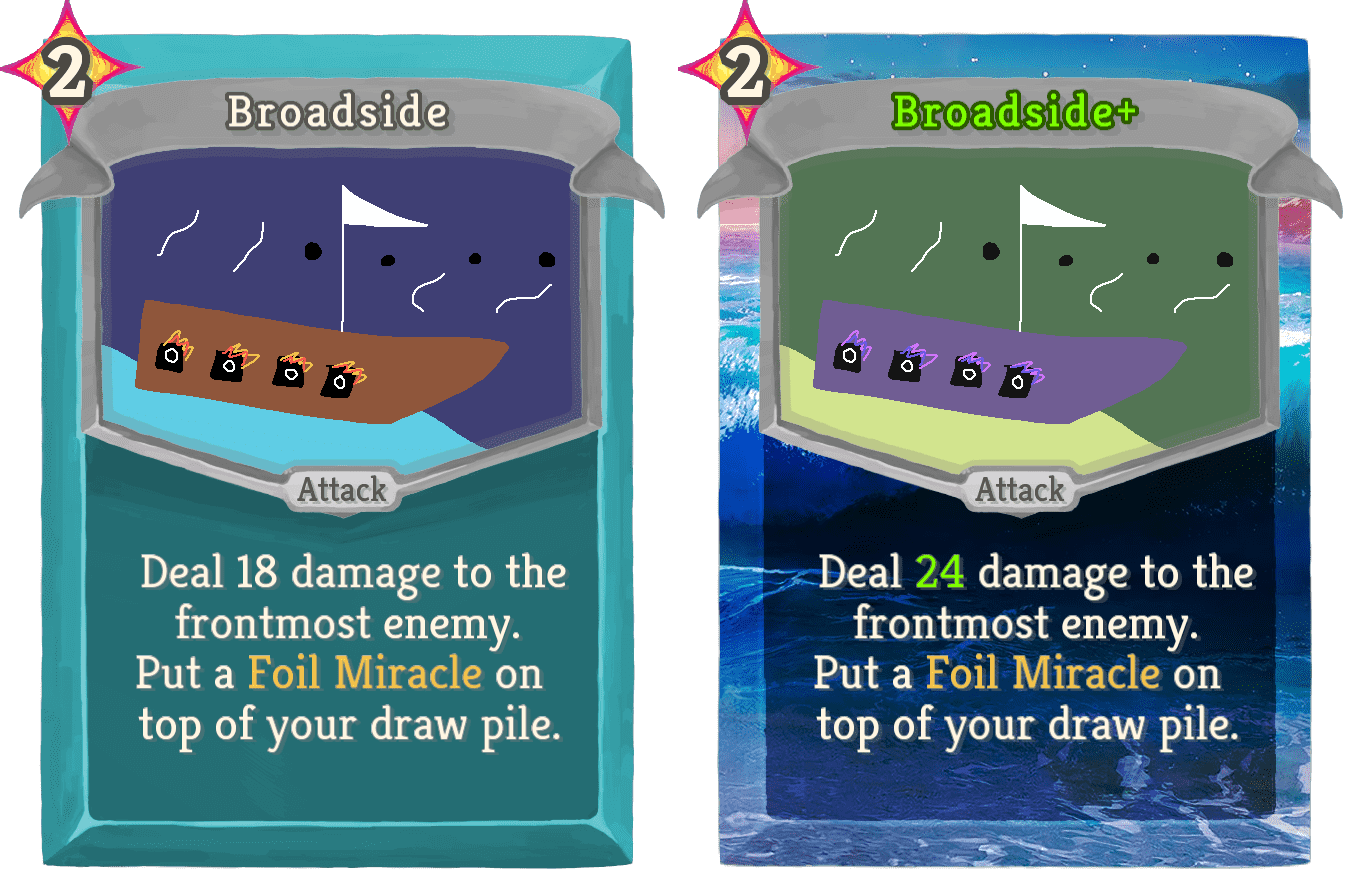 2
Broadside
Attack
Deal 18 damage to the
frontmost enemy.
Put a Foil Miracle on
top of your draw pile.
2
Broadside+
Attack
Deal 24 damage to the
frontmost enemy.
Put a Foil Miracle on
top of your draw pile.